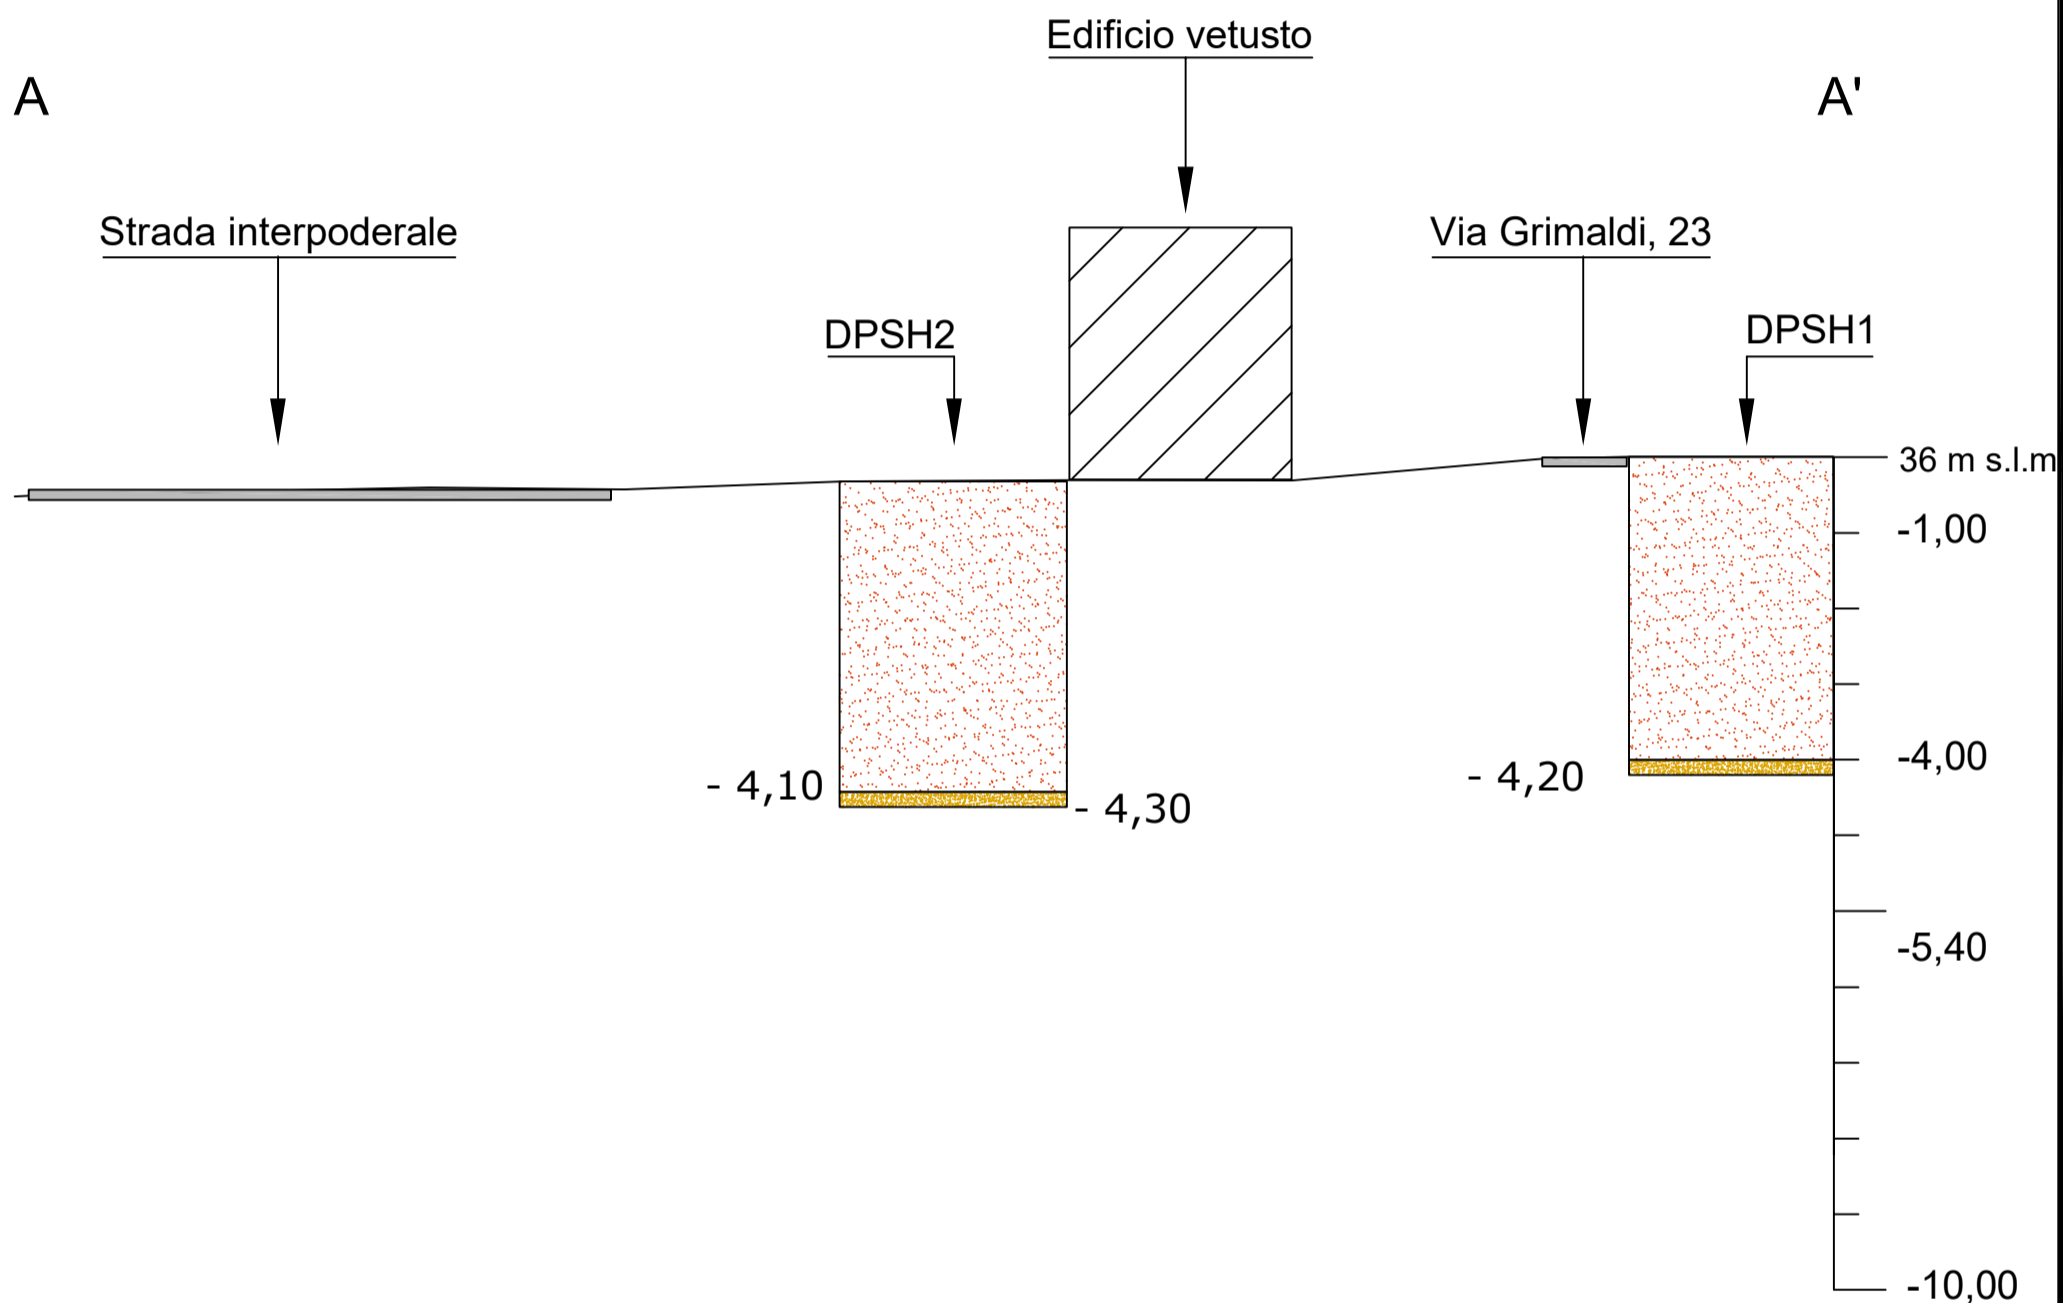 Edificio vetusto
A
A'
Strada interpoderale
Via Grimaldi, 23
DPSH2
DPSH1
36 m s.l.m
-1,00
-4,00
- 4,10
- 4,30
- 4,20
-5,40
-10,00